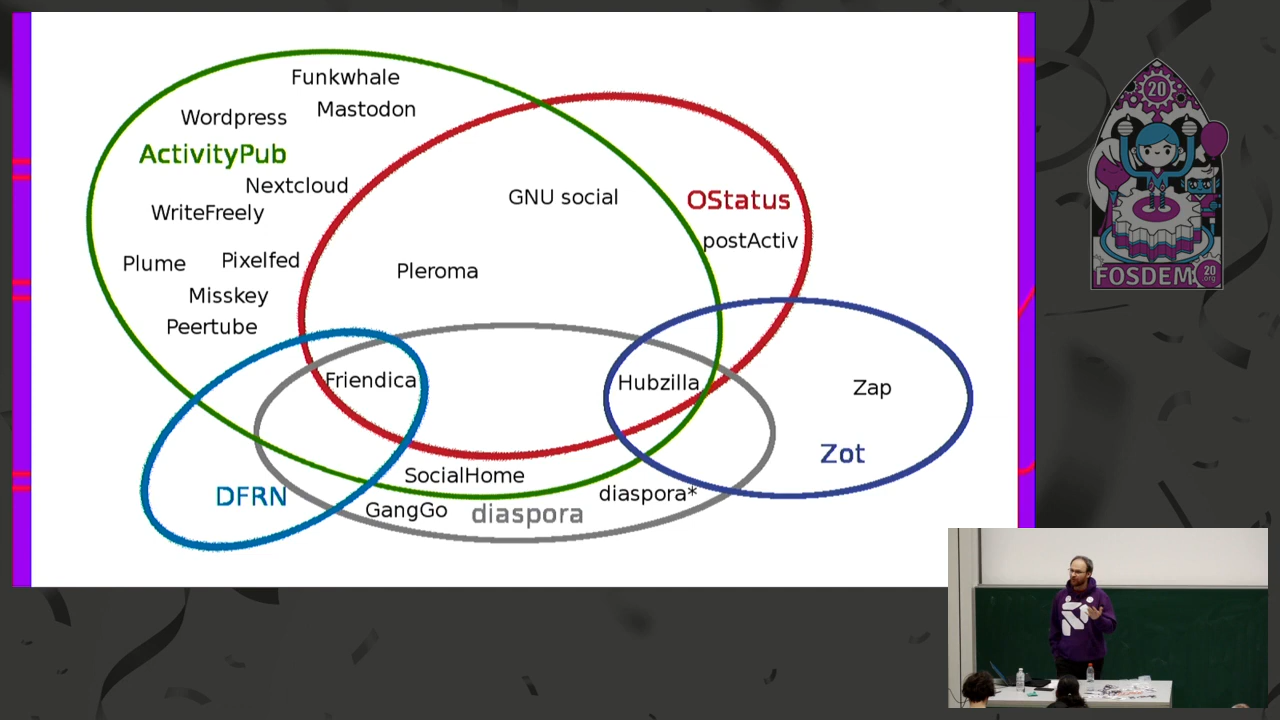 Funkwhale
Mastodon
Wordpress
ActivityPub
Nextcloud
WriteFreely
GNU social
OStatus
postActiv
Plume
Pixelfed
Pleroma
Misskey
Peertube
Friendica
Hubzilla
Zap
Zot
SocialHome
DFRN
GangGo
diaspora
diaspora*
20
FOSDEM
20
.org